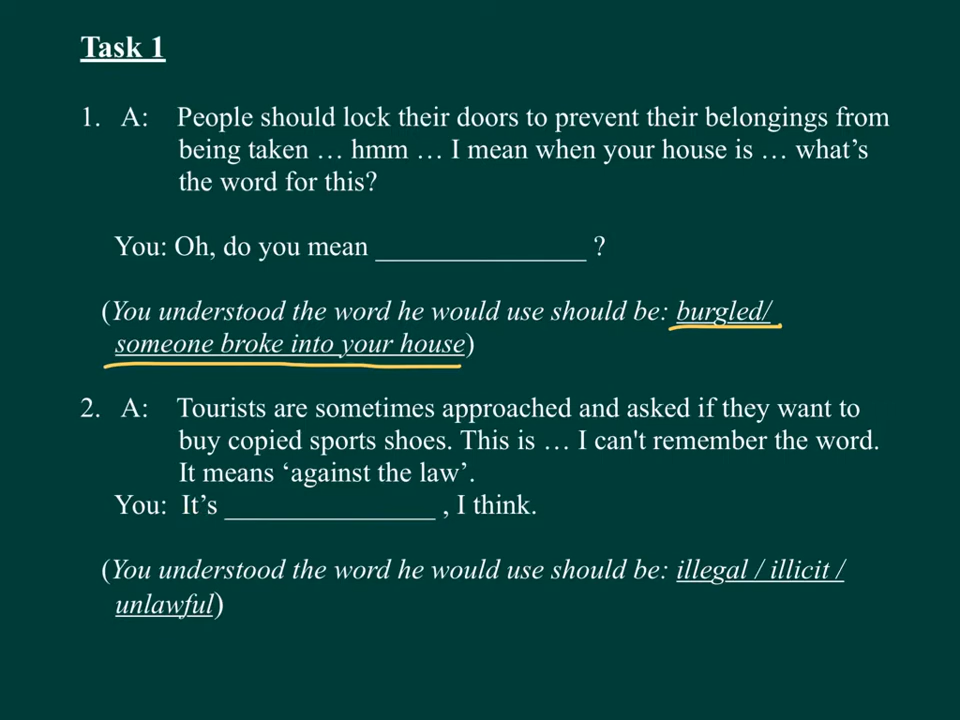 Task 1
1. A: People should lock their doors to prevent their belongings from
being taken … hmm … I mean when your house is … what’s
the word for this?
You: Oh, do you mean _______________ ?
(You understood the word he would use should be: burgled/
someone broke into your house)
2. A: Tourists are sometimes approached and asked if they want to
buy copied sports shoes. This is … I can't remember the word.
It means ‘against the law’.
You: It’s _______________ , I think.
(You understood the word he would use should be: illegal / illicit /
unlawful)